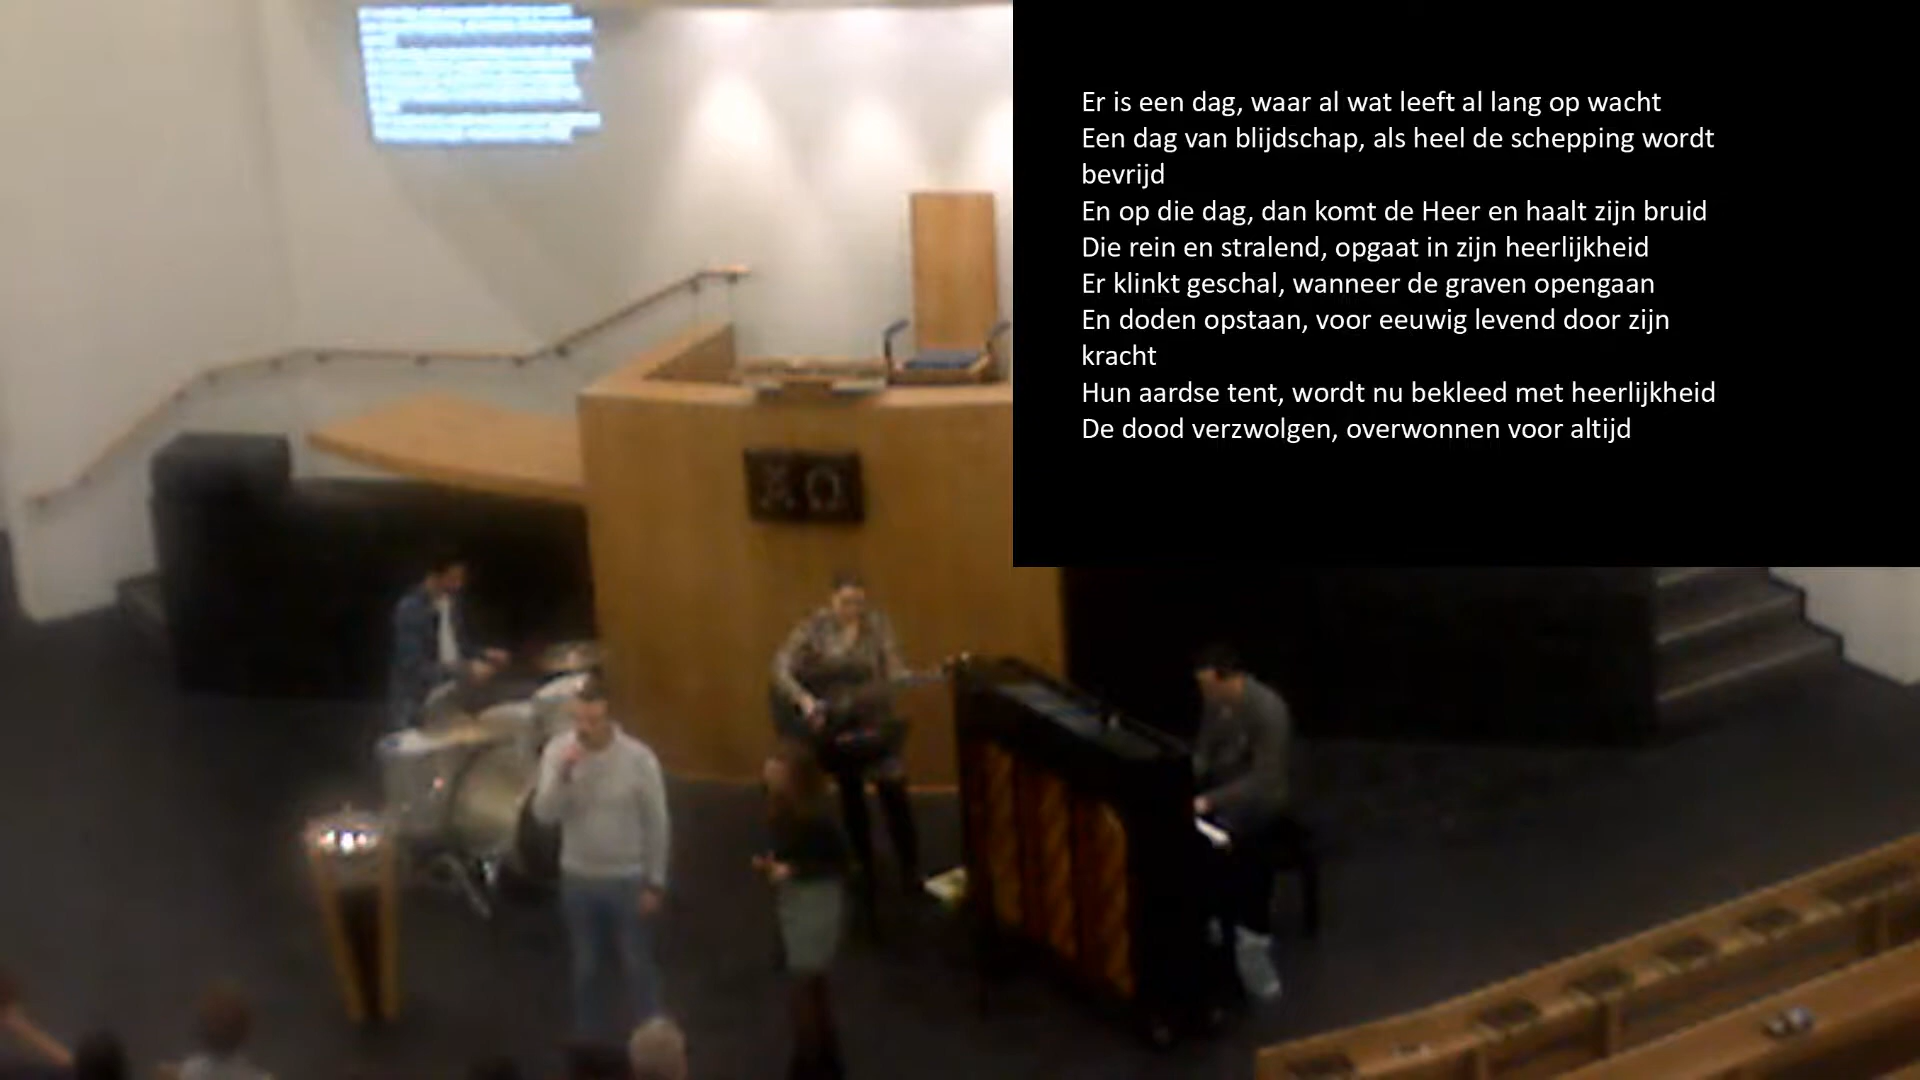 Er is een dag, waar al wat leeft al lang op wacht
Een dag van blijdschap, als heel de schepping wordt
bevrijd
En op die dag, dan komt de Heer en haalt zijn bruid
Die rein en stralend, opgaat in zijn heerlijkheid
Er klinkt geschal, wanneer de graven opengaan
En doden opstaan, voor eeuwig levend door zijn
kracht
Hun aardse tent, wordt nu bekleed met heerlijkheid
De dood verzwolgen, overwonnen voor altijd
Ω